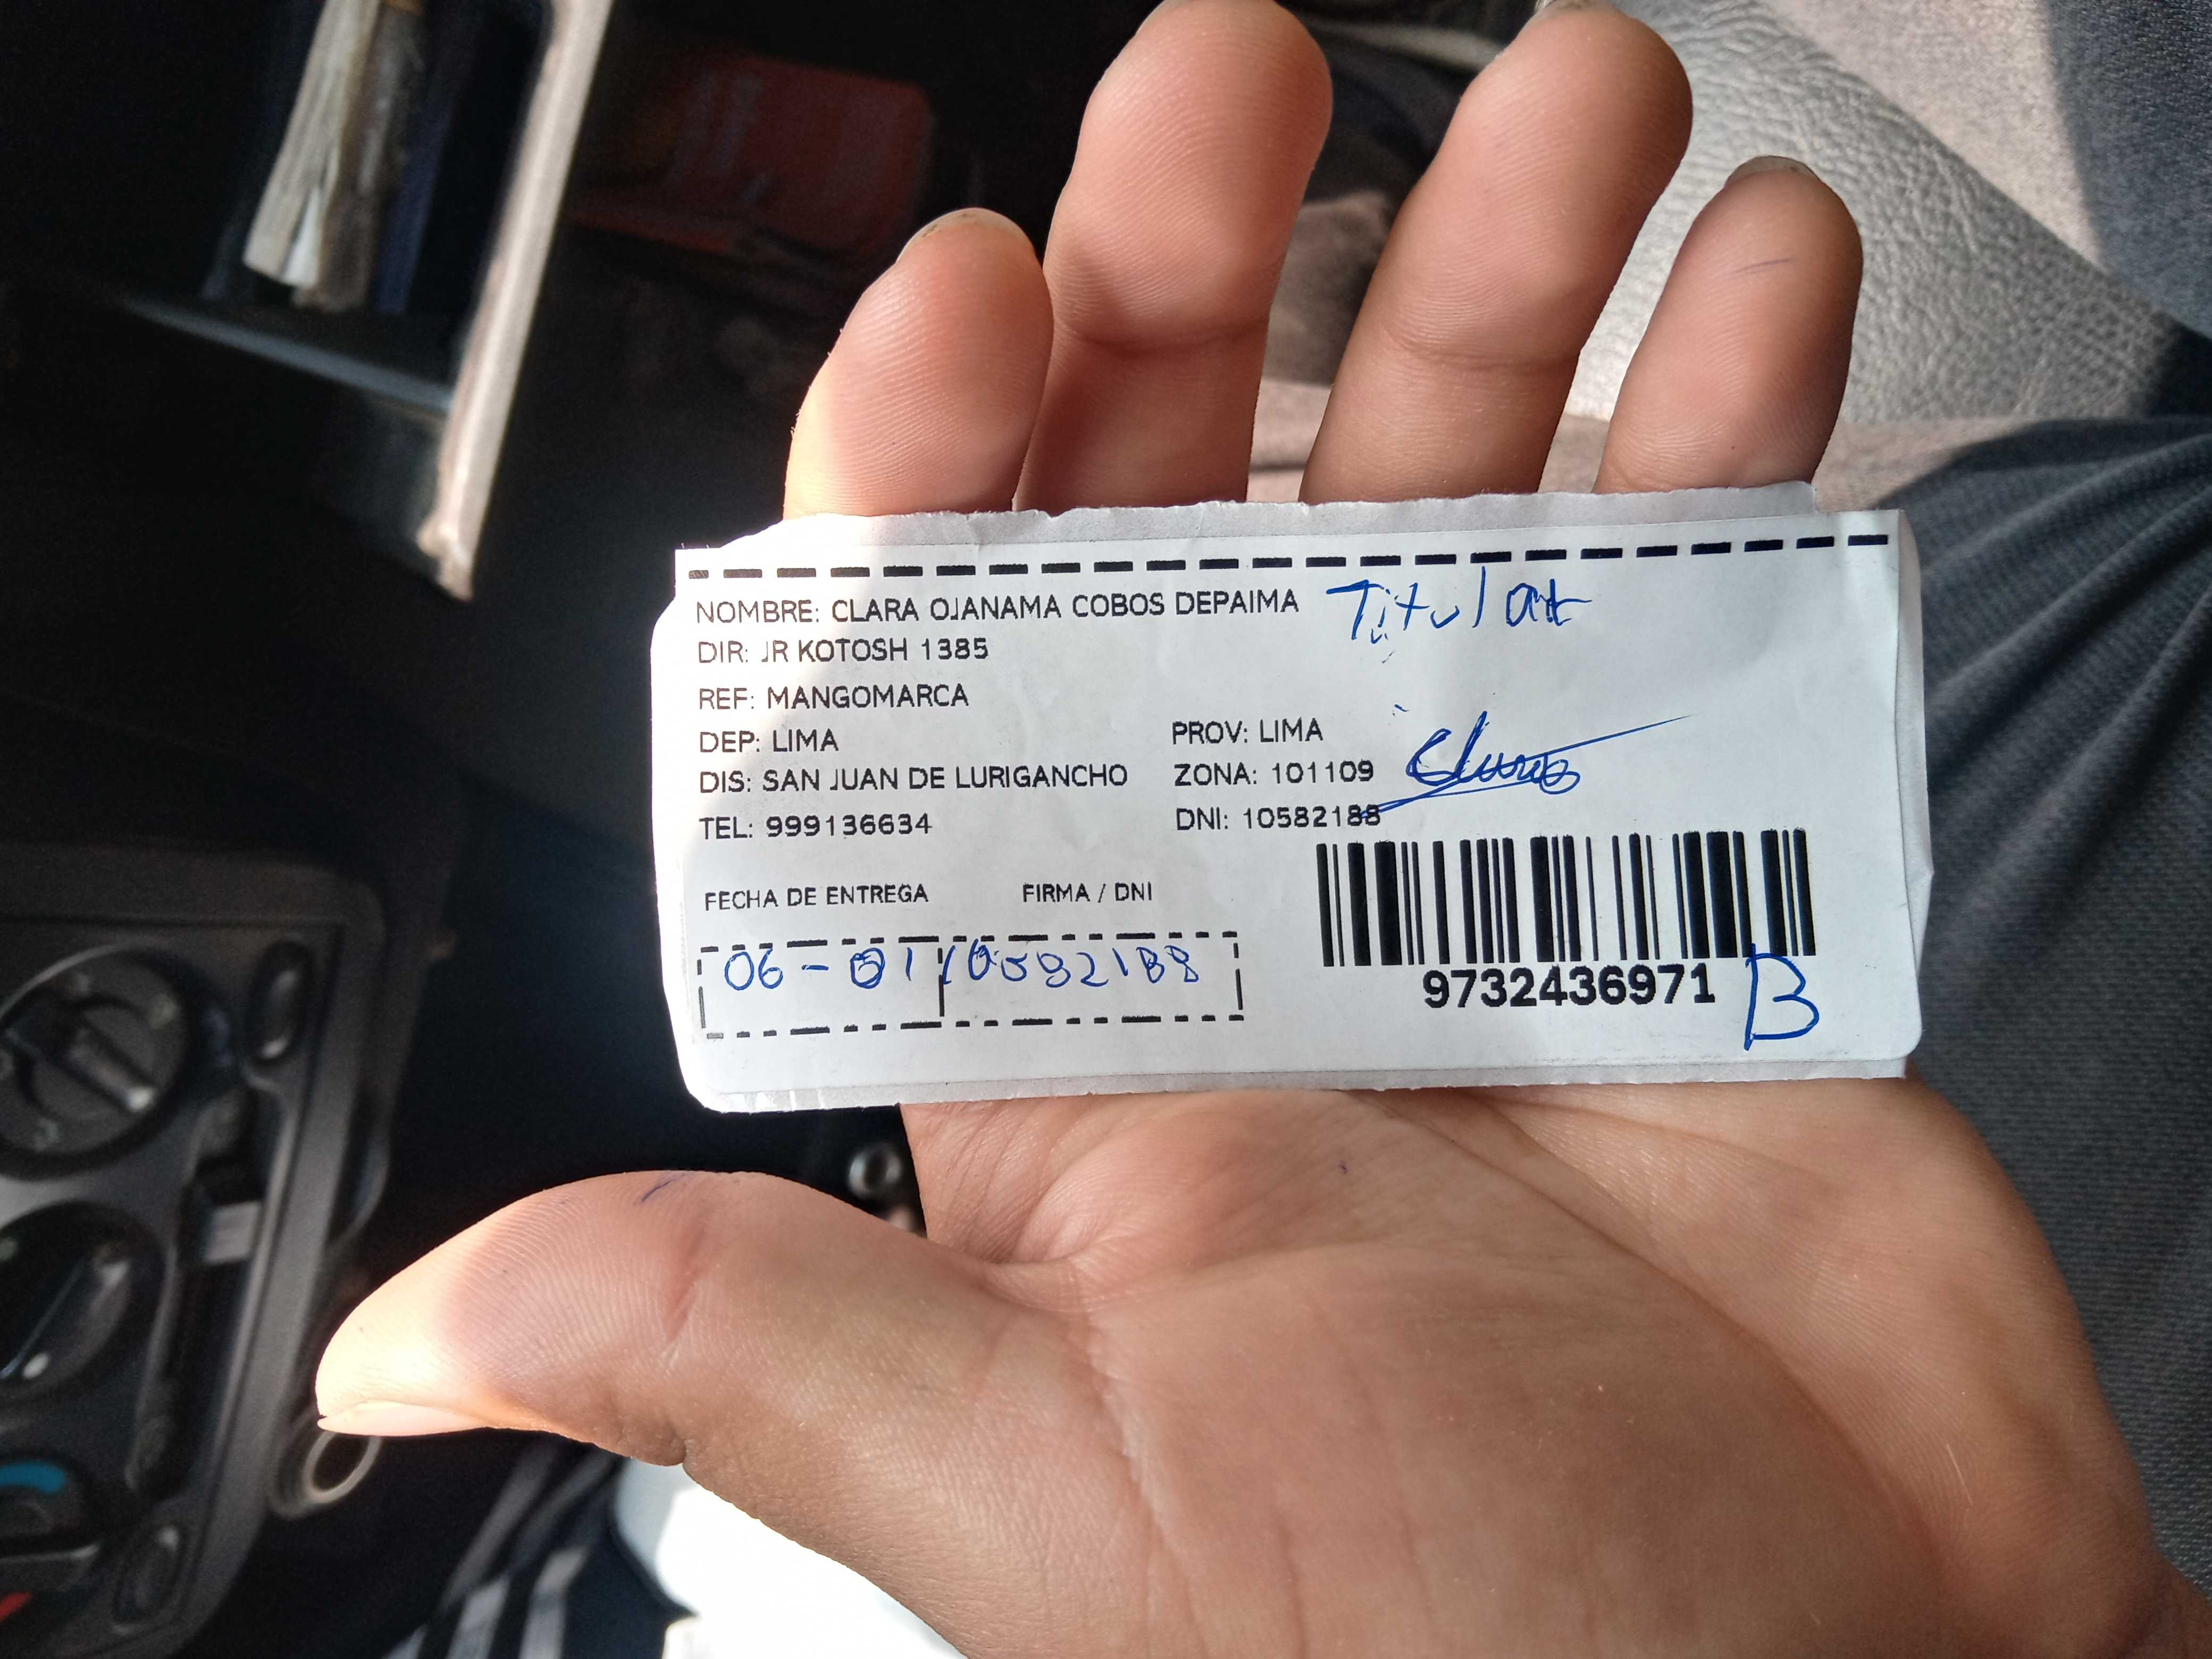 NOMBRE: CLARA OJANAMA COBOS DEPAIMA Titular
DIR: JR KOTOSH 1385
REF: MANGOMARCA
DEP: LIMA PROV: LIMA
DIS: SAN JUAN DE LURIGANCHO ZONA: 101109
TEL: 999136634 DNI: 10582188
FECHA DE ENTREGA FIRMA / DNI
06-01 10582188
9732436971 B